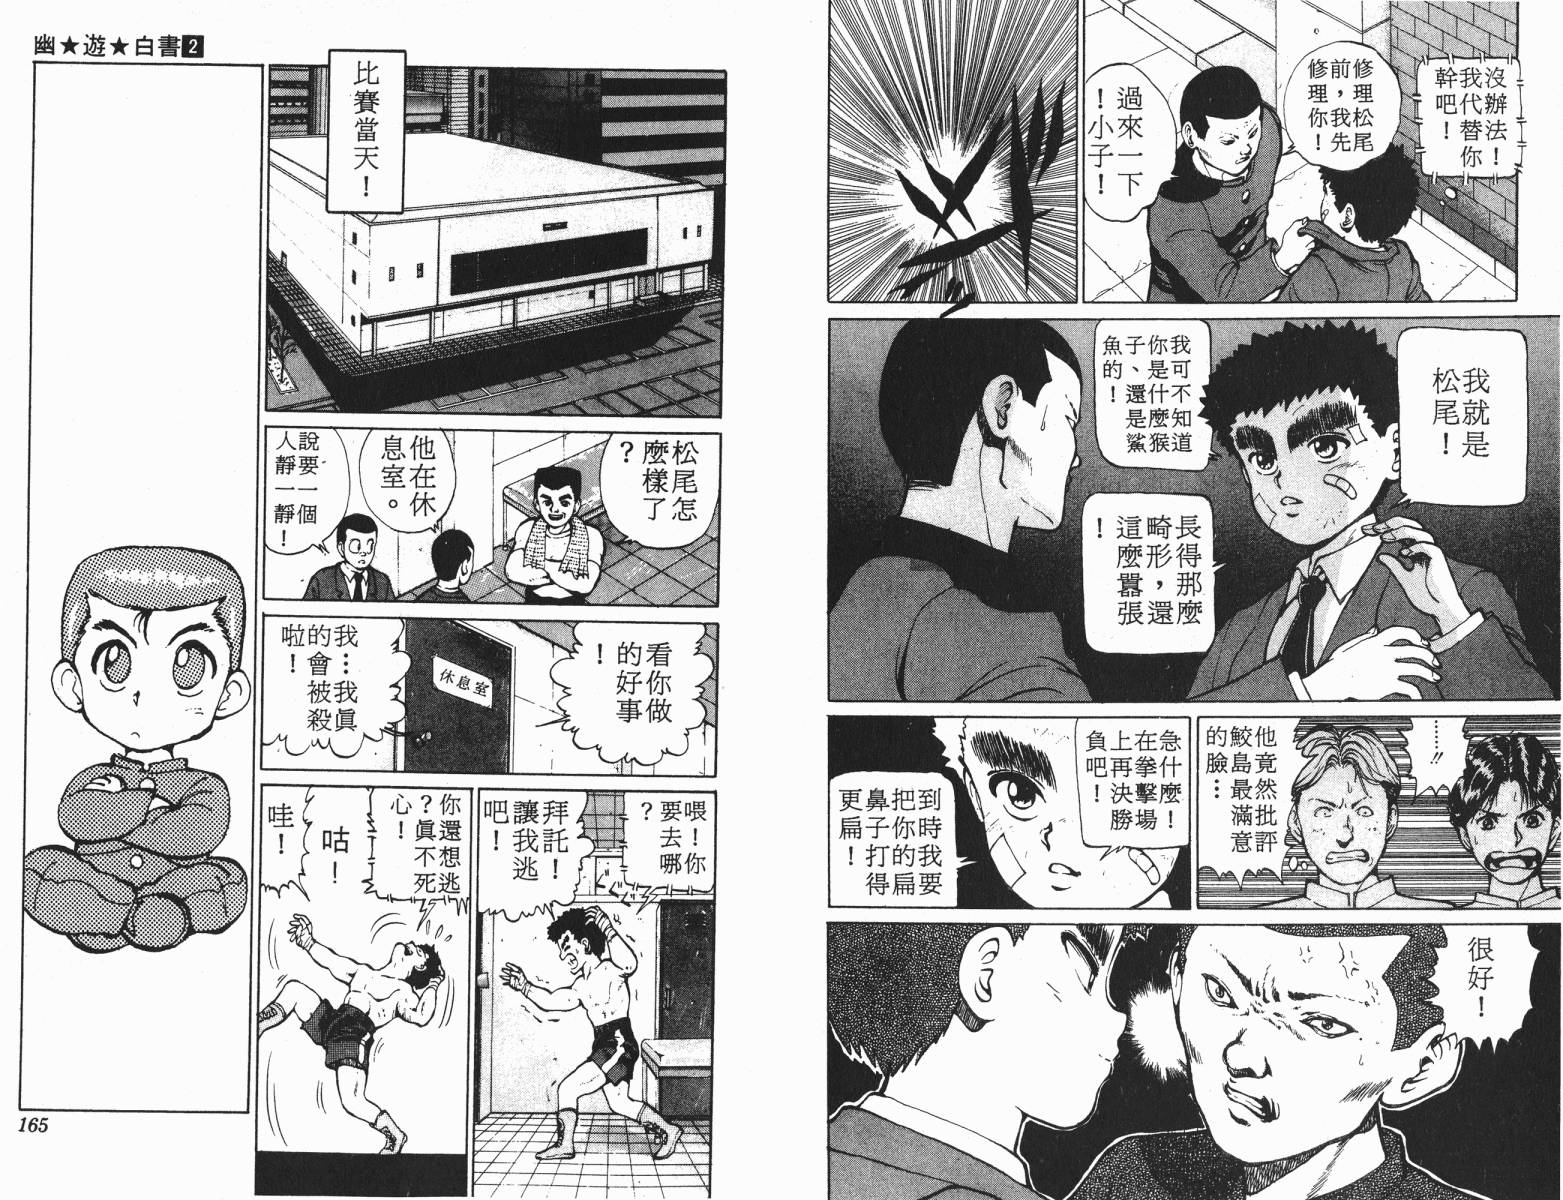 沒辦法！
我代替你
幹吧！
修理松尾
前，我先
修理你！
過來一下
！小子！
我就是
松尾！
我可不知道
你是什麼猴
子、還是鯊
魚的！
長得那麼
畸形，還
這麼囂張
！
……!!
他竟然批評
鮫島最滿意
的臉…
急什麼！
在拳擊場
上再決勝
負吧！
到時我要
把你的扁
鼻子打得
更扁！
很好！
幽★遊★白書2
比賽當天！
松尾怎
麼樣了
？
他在休
息室。
說要一個
人靜一靜！
看你做
的好事
！
休息室
我…我真
的會被殺
啦！
喂！你
要去哪
？
拜託！
讓我逃
吧！
你還想逃
？真不死
心！
咕！
哇！
165